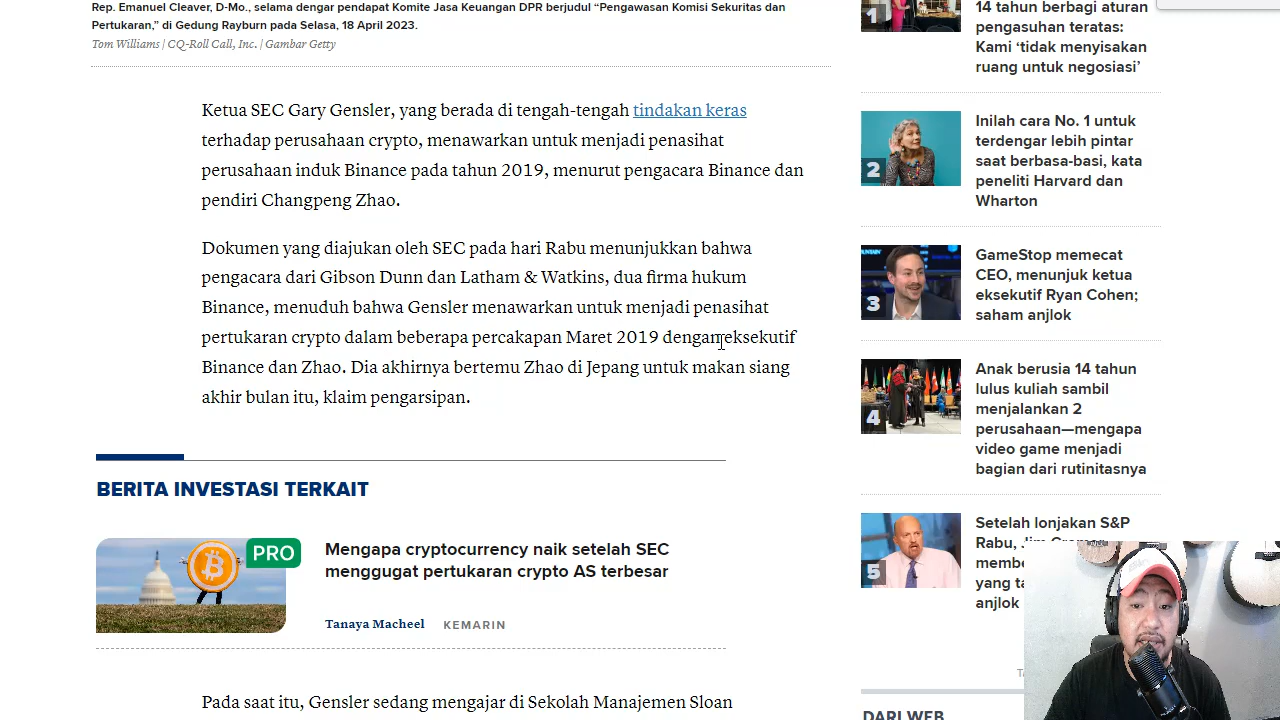 Rep. Emanuel Cleaver, D-Mo., selama dengar pendapat Komite Jasa Keuangan DPR berjudul “Pengawasan Komisi Sekuritas dan
Pertukaran,” di Gedung Rayburn pada Selasa, 18 April 2023.
Tom Williams | CQ-Roll Call, Inc. | Gambar Getty
Ketua SEC Gary Gensler, yang berada di tengah-tengah tindakan keras
terhadap perusahaan crypto, menawarkan untuk menjadi penasihat
perusahaan induk Binance pada tahun 2019, menurut pengacara Binance dan
pendiri Changpeng Zhao.
Dokumen yang diajukan oleh SEC pada hari Rabu menunjukkan bahwa
pengacara dari Gibson Dunn dan Latham & Watkins, dua firma hukum
Binance, menuduh bahwa Gensler menawarkan untuk menjadi penasihat
pertukaran crypto dalam beberapa percakapan Maret 2019 dengan eksekutif
Binance dan Zhao. Dia akhirnya bertemu Zhao di Jepang untuk makan siang
akhir bulan itu, klaim pengarsipan.
BERITA INVESTASI TERKAIT
PRO
Mengapa cryptocurrency naik setelah SEC
menggugat pertukaran crypto AS terbesar
Tanaya Macheel KEMARIN
Pada saat itu, Gensler sedang mengajar di Sekolah Manajemen Sloan
1
14 tahun berbagi aturan
pengasuhan teratas:
Kami ‘tidak menyisakan
ruang untuk negosiasi’
2
Inilah cara No. 1 untuk
terdengar lebih pintar
saat berbasa-basi, kata
peneliti Harvard dan
Wharton
3
GameStop memecat
CEO, menunjuk ketua
eksekutif Ryan Cohen;
saham anjlok
4
Anak berusia 14 tahun
lulus kuliah sambil
menjalankan 2
perusahaan—mengapa
video game menjadi
bagian dari rutinitasnya
5
Setelah lonjakan S&P
Rabu, Jim
yang
anjlok
DARI WEB